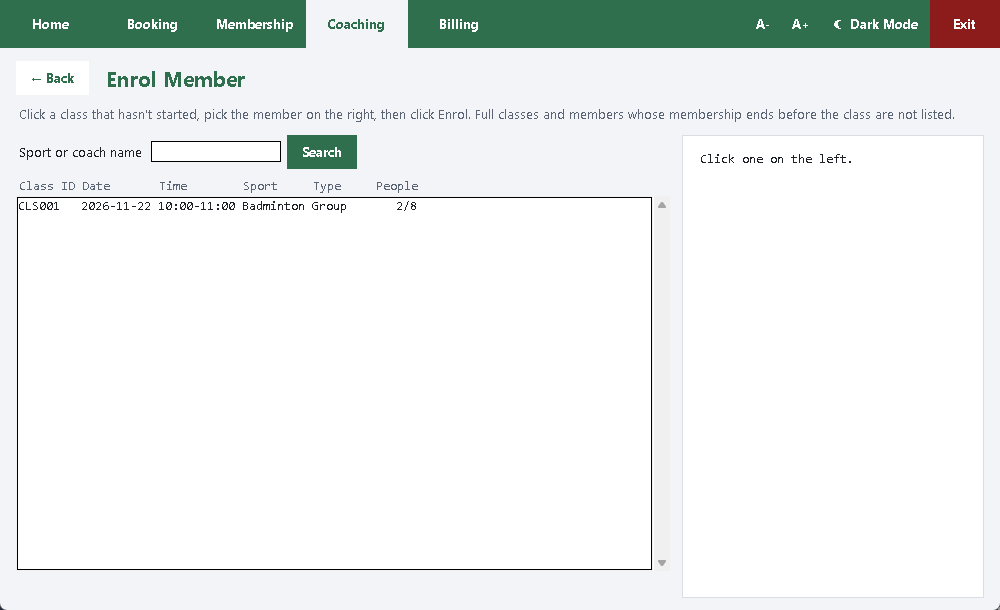 Home Booking Membership Coaching Billing A- A+ ☾ Dark Mode Exit
← Back Enrol Member
Click a class that hasn't started, pick the member on the right, then click Enrol. Full classes and members whose membership ends before the class are not listed.
Sport or coach name Search
Click one on the left.
Class ID Date Time Sport Type People
CLS001 2026-11-22 10:00-11:00 Badminton Group 2/8